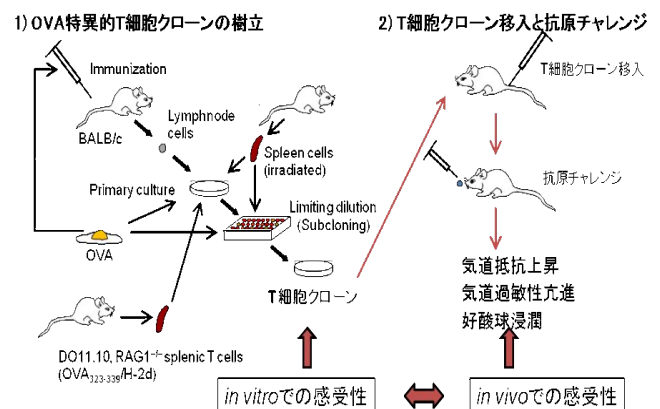 1) OVA特異的T細胞クローンの樹立
Immunization
BALB/c
Lymphnode
cells
Spleen cells
(irradiated)
Primary culture
Limiting dilution
(Subcloning)
OVA
T細胞クローン
DO11.10, RAG1-/- splenic T cells
(OVA323-339/H-2d)
in vitroでの感受性
2) T細胞クローン移入と抗原チャレンジ
T細胞クローン移入
抗原チャレンジ
気道抵抗上昇
気道過敏性亢進
好酸球浸潤
in vivoでの感受性